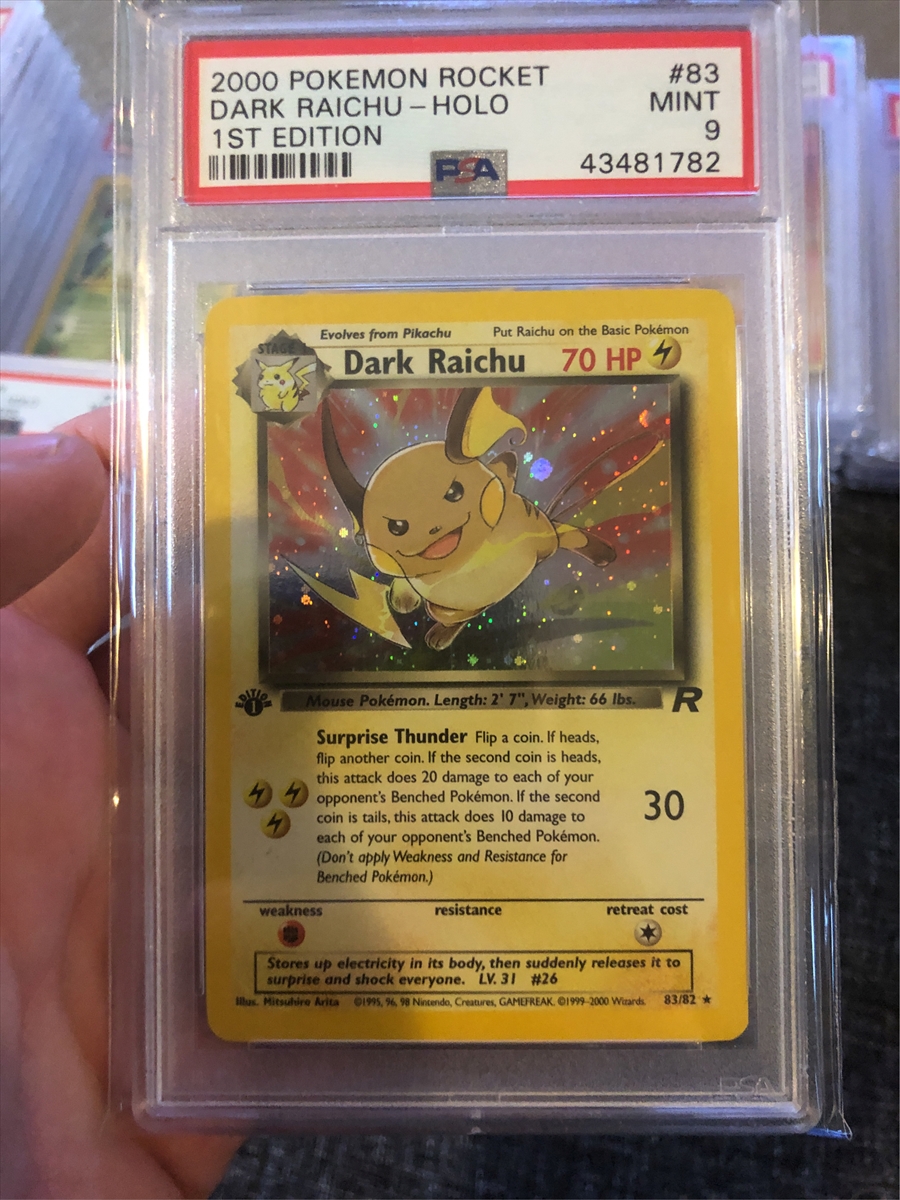 2000 POKEMON ROCKET #83
DARK RAICHU - HOLO MINT
1ST EDITION 9
PSA 43481782
Evolves from Pikachu Put Raichu on the Basic Pokémon
STAGE
Dark Raichu 70 HP
EDITION
1
Mouse Pokémon. Length: 2' 7", Weight: 66 lbs.
R
Surprise Thunder Flip a coin. If heads,
flip another coin. If the second coin is heads,
this attack does 20 damage to each of your
opponent's Benched Pokémon. If the second
coin is tails, this attack does 10 damage to
each of your opponent's Benched Pokémon.
(Don't apply Weakness and Resistance for
Benched Pokémon.)
30
weakness resistance retreat cost
Stores up electricity in its body, then suddenly releases it to
surprise and shock everyone. LV. 31 #26
Illus. Mitsuhiro Arita ©1995, 96, 98 Nintendo, Creatures, GAMEFREAK. ©1999-2000 Wizards. 83/82 ★
PSA